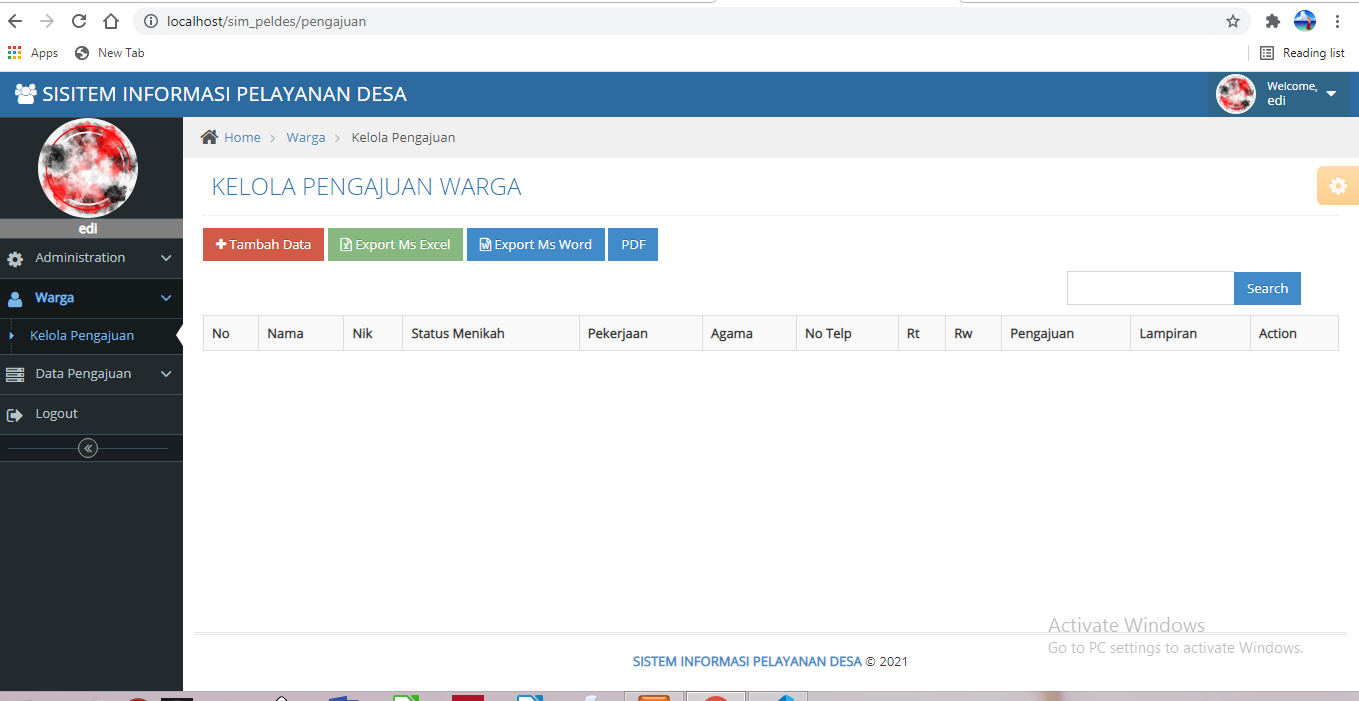 localhost/sim_peldes/pengajuan
Apps New Tab Reading list
SISITEM INFORMASI PELAYANAN DESA
Welcome,
edi
Home > Warga > Kelola Pengajuan
KELOLA PENGAJUAN WARGA
edi
Administration
Warga
Kelola Pengajuan
Data Pengajuan
Logout
Tambah Data Export Ms Excel Export Ms Word PDF
Search
No Nama Nik Status Menikah Pekerjaan Agama No Telp Rt Rw Pengajuan Lampiran Action
Activate Windows
Go to PC settings to activate Windows.
SISTEM INFORMASI PELAYANAN DESA © 2021